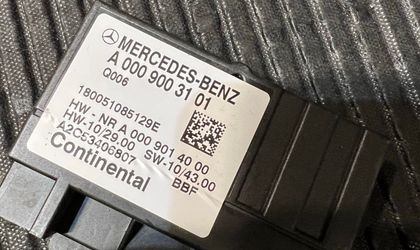 MERCEDES-BENZ
A 000 900 31 01
Q006
180051085129E
HW - NR A 000 901 40 00
HW-10/29.00 SW-10/43.00
A2C53406807 BBF
Continental